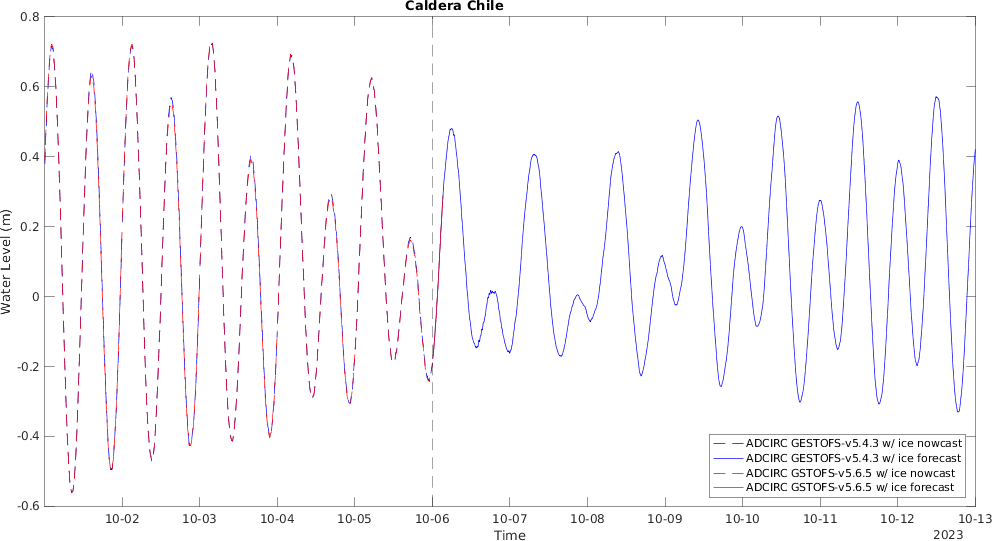 Caldera Chile
0.8
0.6
0.4
0.2
0
-0.2
-0.4
-0.6
Water Level (m)
10-02 10-03 10-04 10-05 10-06 10-07 10-08 10-09 10-10 10-11 10-12 10-13
Time
2023
ADCIRC GESTOFS-v5.4.3 w/ ice nowcast
ADCIRC GESTOFS-v5.4.3 w/ ice forecast
ADCIRC GSTOFS-v5.6.5 w/ ice nowcast
ADCIRC GSTOFS-v5.6.5 w/ ice forecast